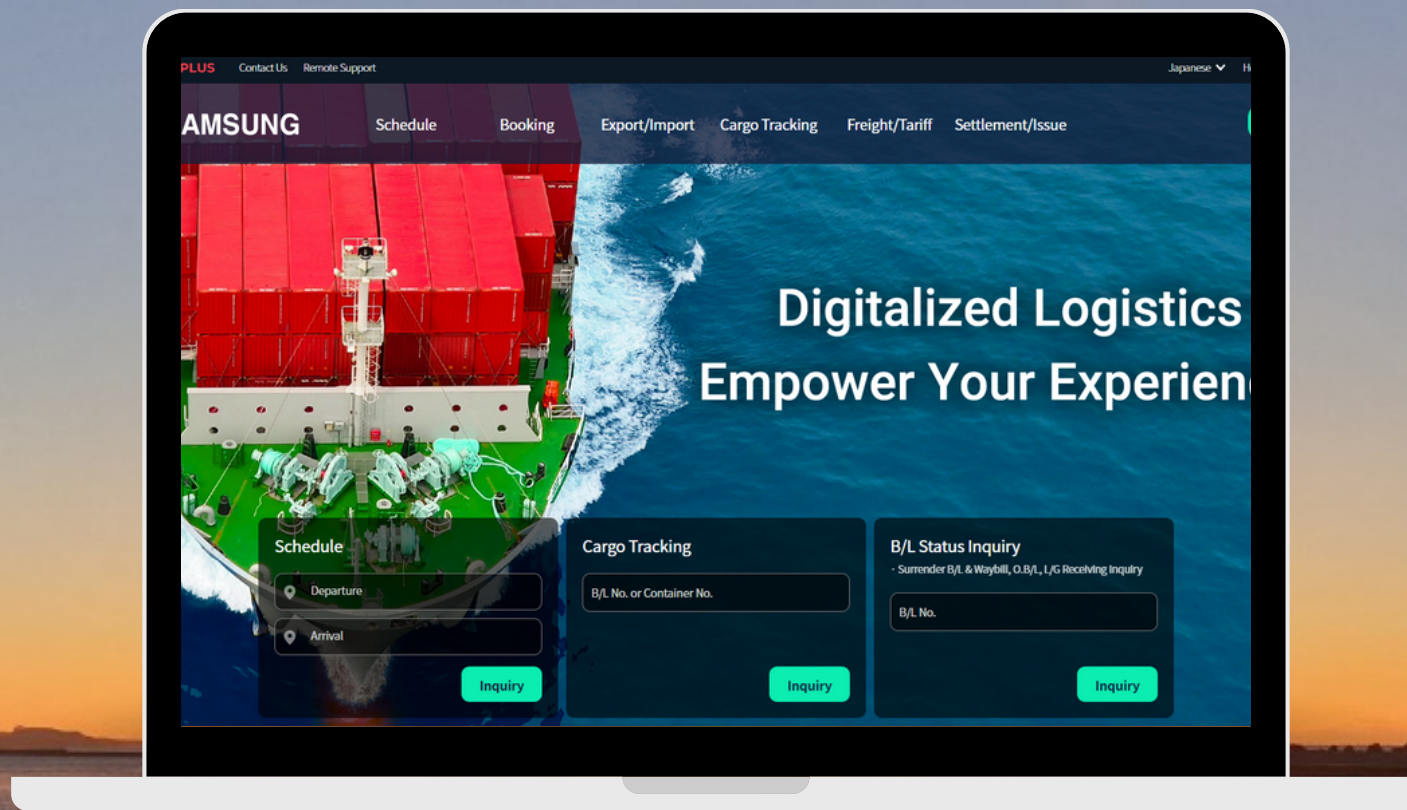 PLUS Contact Us Remote Support Japanese
AMSUNG Schedule Booking Export/Import Cargo Tracking Freight/Tariff Settlement/Issue
Digitalized Logistics
Empower Your Experien
Schedule
Departure
Arrival
Inquiry
Cargo Tracking
B/L No. or Container No.
Inquiry
B/L Status Inquiry
- Surrender B/L & Waybill, O.B/L, L/G Receiving Inquiry
B/L No.
Inquiry